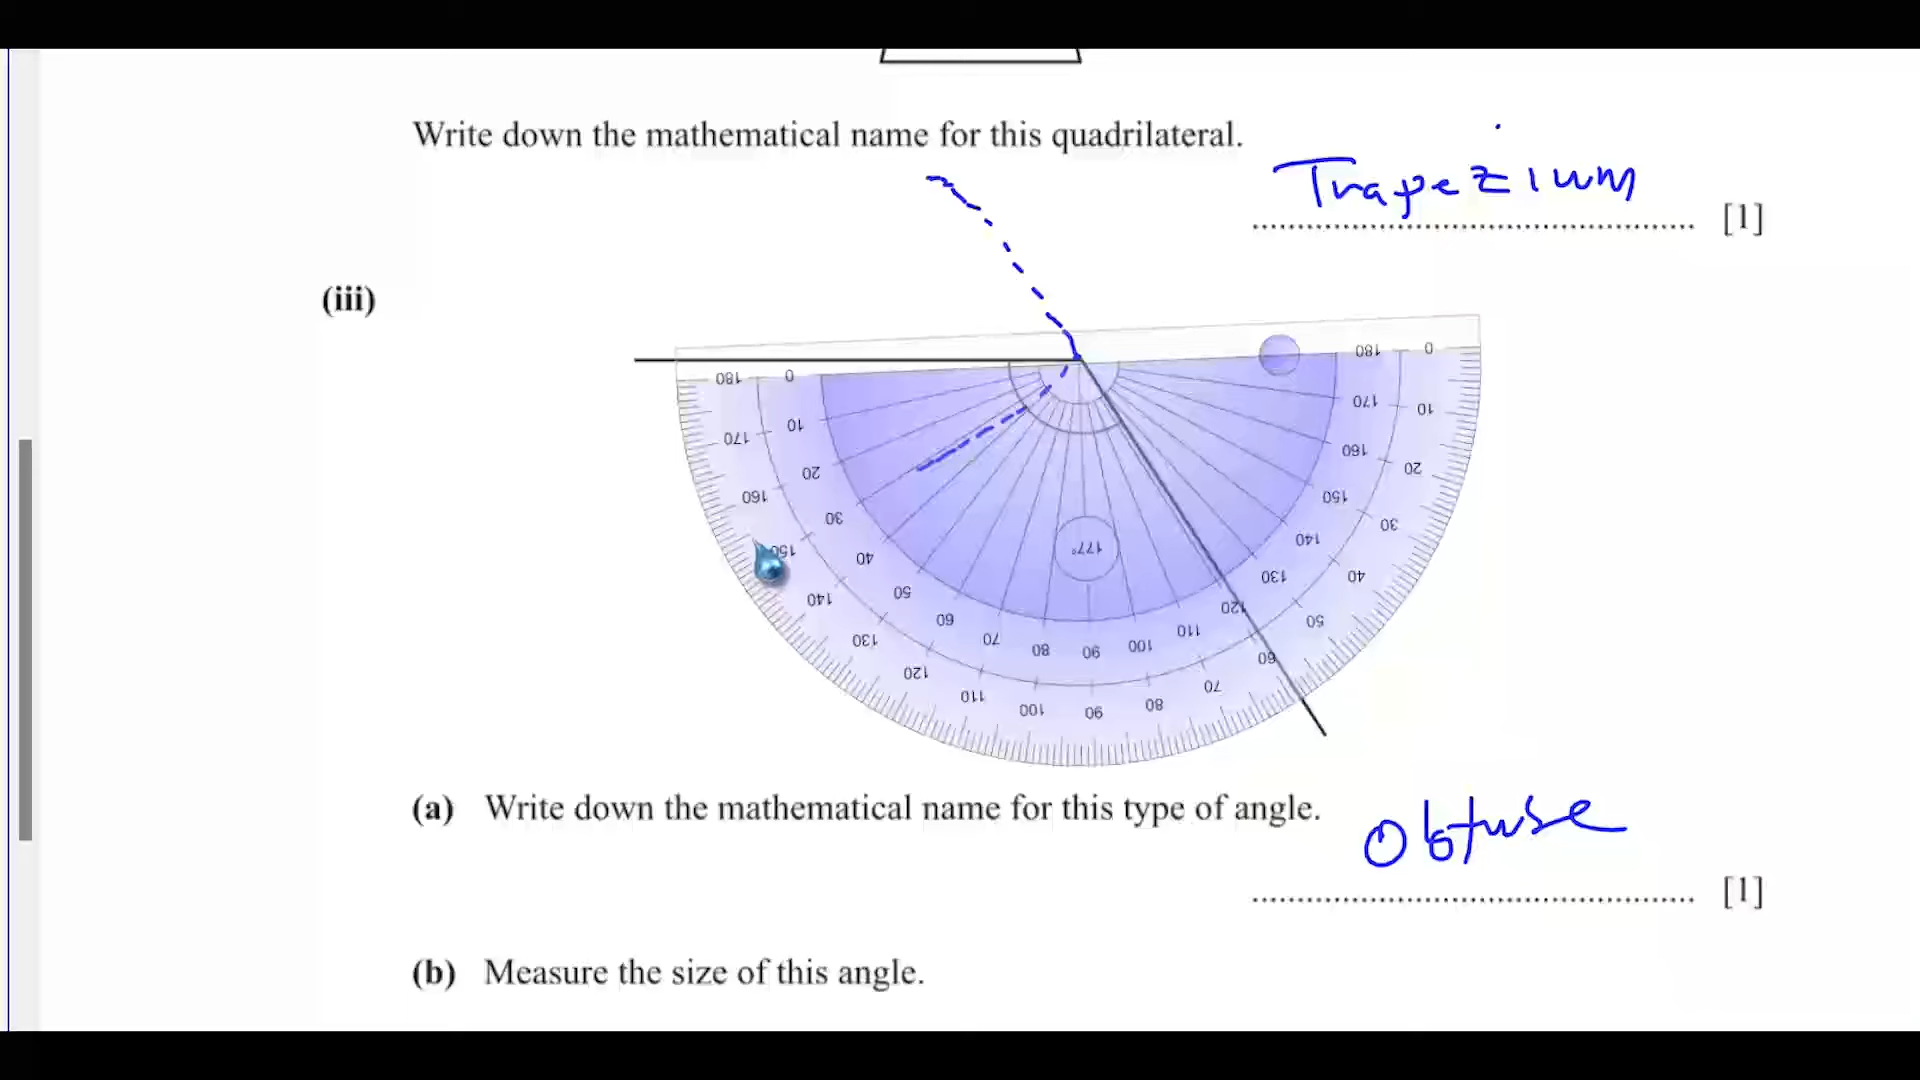 Write down the mathematical name for this quadrilateral.
Trapezium
[1]
(iii)
180 0 180 0
170 10 170 10
160 20 160 20
150 30 150 30
140 40 140 40
130 50 130 50
120 60 120 60
110 70 110 70
100 80 100 80
90 90
177°
(a) Write down the mathematical name for this type of angle.
Obtuse
[1]
(b) Measure the size of this angle.